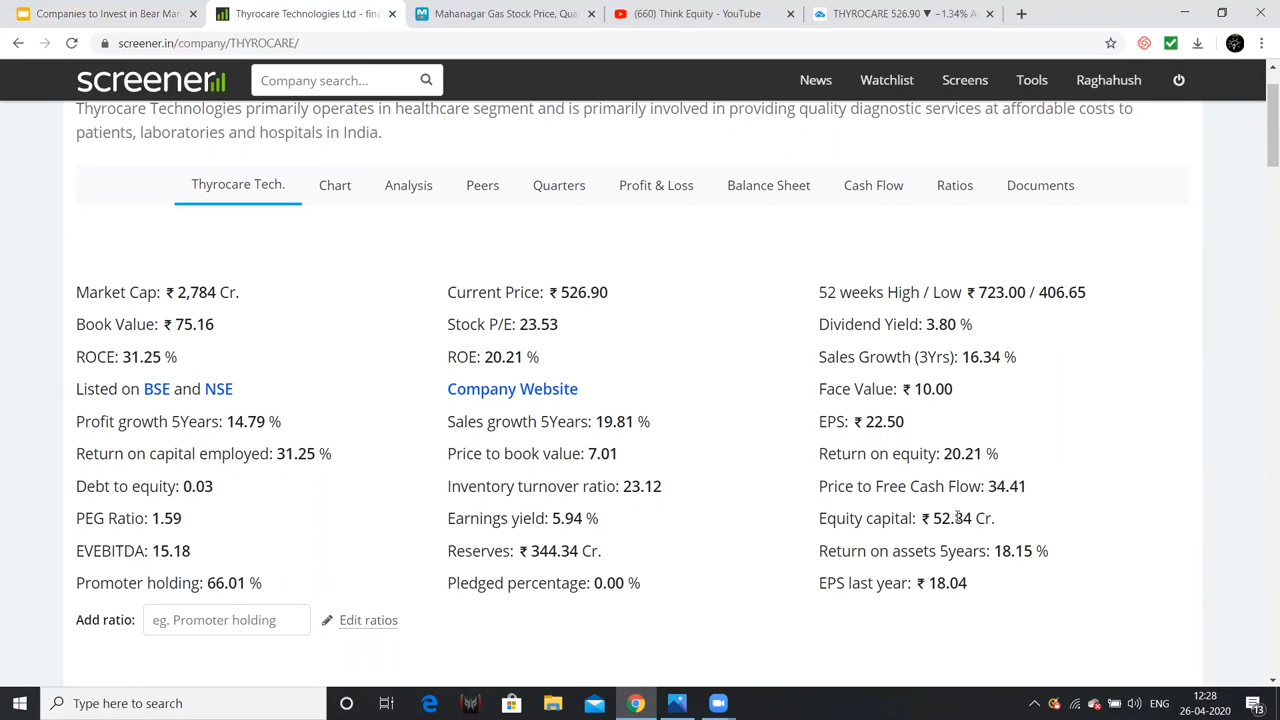 Companies to Invest in Bear Mar
Thyrocare Technologies Ltd - fina
Mahanagar Gas Stock Price, Quo
(660) Think Equity - YouTube
THYROCARE 526.9 ▼ −1.34% A
screener.in/company/THYROCARE/
screener
Company search...
News
Watchlist
Screens
Tools
Raghahush
Thyrocare Technologies primarily operates in healthcare segment and is primarily involved in providing quality diagnostic services at affordable costs to
patients, laboratories and hospitals in India.
Thyrocare Tech.
Chart
Analysis
Peers
Quarters
Profit & Loss
Balance Sheet
Cash Flow
Ratios
Documents
Market Cap: ₹ 2,784 Cr.
Current Price: ₹ 526.90
52 weeks High / Low ₹ 723.00 / 406.65
Book Value: ₹ 75.16
Stock P/E: 23.53
Dividend Yield: 3.80 %
ROCE: 31.25 %
ROE: 20.21 %
Sales Growth (3Yrs): 16.34 %
Listed on BSE and NSE
Company Website
Face Value: ₹ 10.00
Profit growth 5Years: 14.79 %
Sales growth 5Years: 19.81 %
EPS: ₹ 22.50
Return on capital employed: 31.25 %
Price to book value: 7.01
Return on equity: 20.21 %
Debt to equity: 0.03
Inventory turnover ratio: 23.12
Price to Free Cash Flow: 34.41
PEG Ratio: 1.59
Earnings yield: 5.94 %
Equity capital: ₹ 52.84 Cr.
EVEBITDA: 15.18
Reserves: ₹ 344.34 Cr.
Return on assets 5years: 18.15 %
Promoter holding: 66.01 %
Pledged percentage: 0.00 %
EPS last year: ₹ 18.04
Add ratio:
eg. Promoter holding
Edit ratios
Type here to search
ENG
12:28
26-04-2020
13